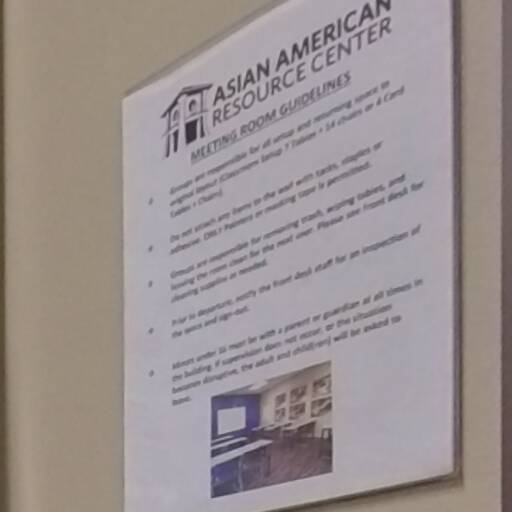 ASIAN AMERICAN
RESOURCE CENTER
MEETING ROOM GUIDELINES
Groups are responsible for all setup and returning space to
original layout (Classroom Setup 7 Tables + 14 chairs or 4 Card
Tables + Chairs).
Do not attach any items to the wall with tacks, staples or
adhesive. ONLY Painters or masking tape is permitted.
Groups are responsible for removing trash, wiping tables, and
leaving the room clean for the next user. Please see front desk for
cleaning supplies as needed.
Prior to departure, notify the front desk staff for an inspection of
the space and sign-out.
Minors under 16 must be with a parent or guardian at all times in
the building. If supervision does not occur, or the situation
becomes disruptive, the adult and child(ren) will be asked to
leave.